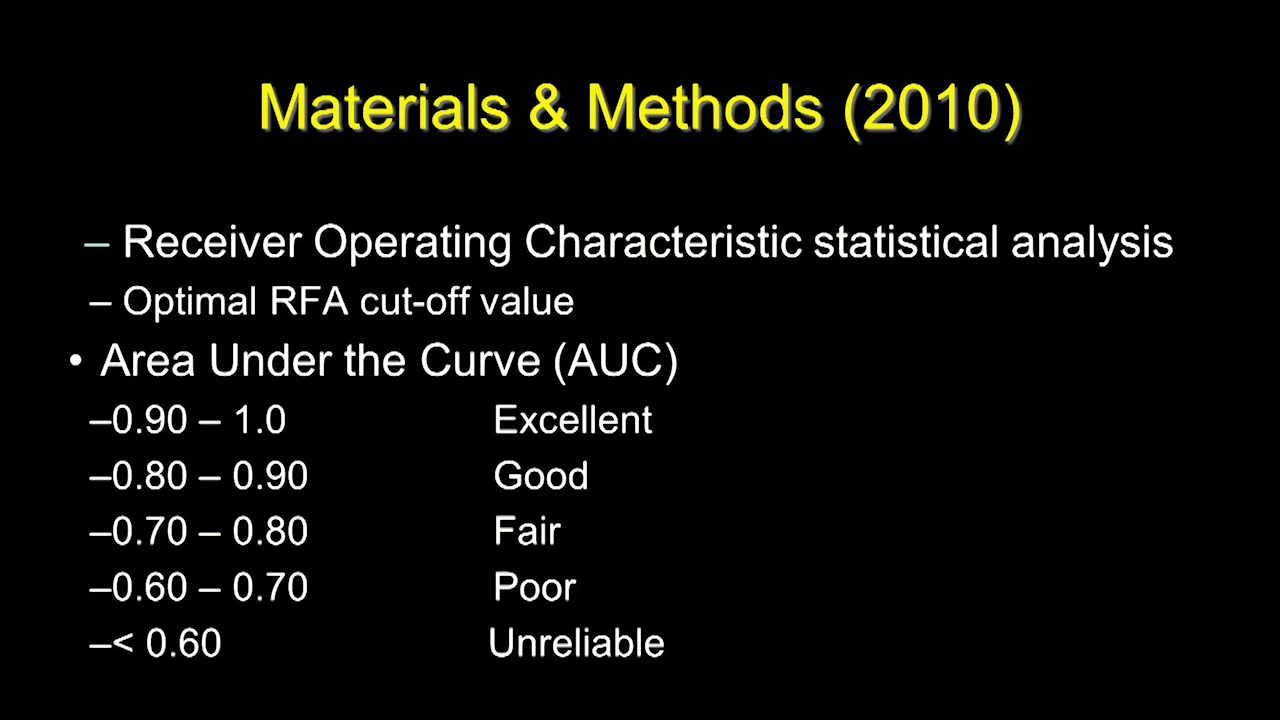 Materials & Methods (2010)
– Receiver Operating Characteristic statistical analysis
– Optimal RFA cut-off value
• Area Under the Curve (AUC)
–0.90 – 1.0 Excellent
–0.80 – 0.90 Good
–0.70 – 0.80 Fair
–0.60 – 0.70 Poor
–< 0.60 Unreliable